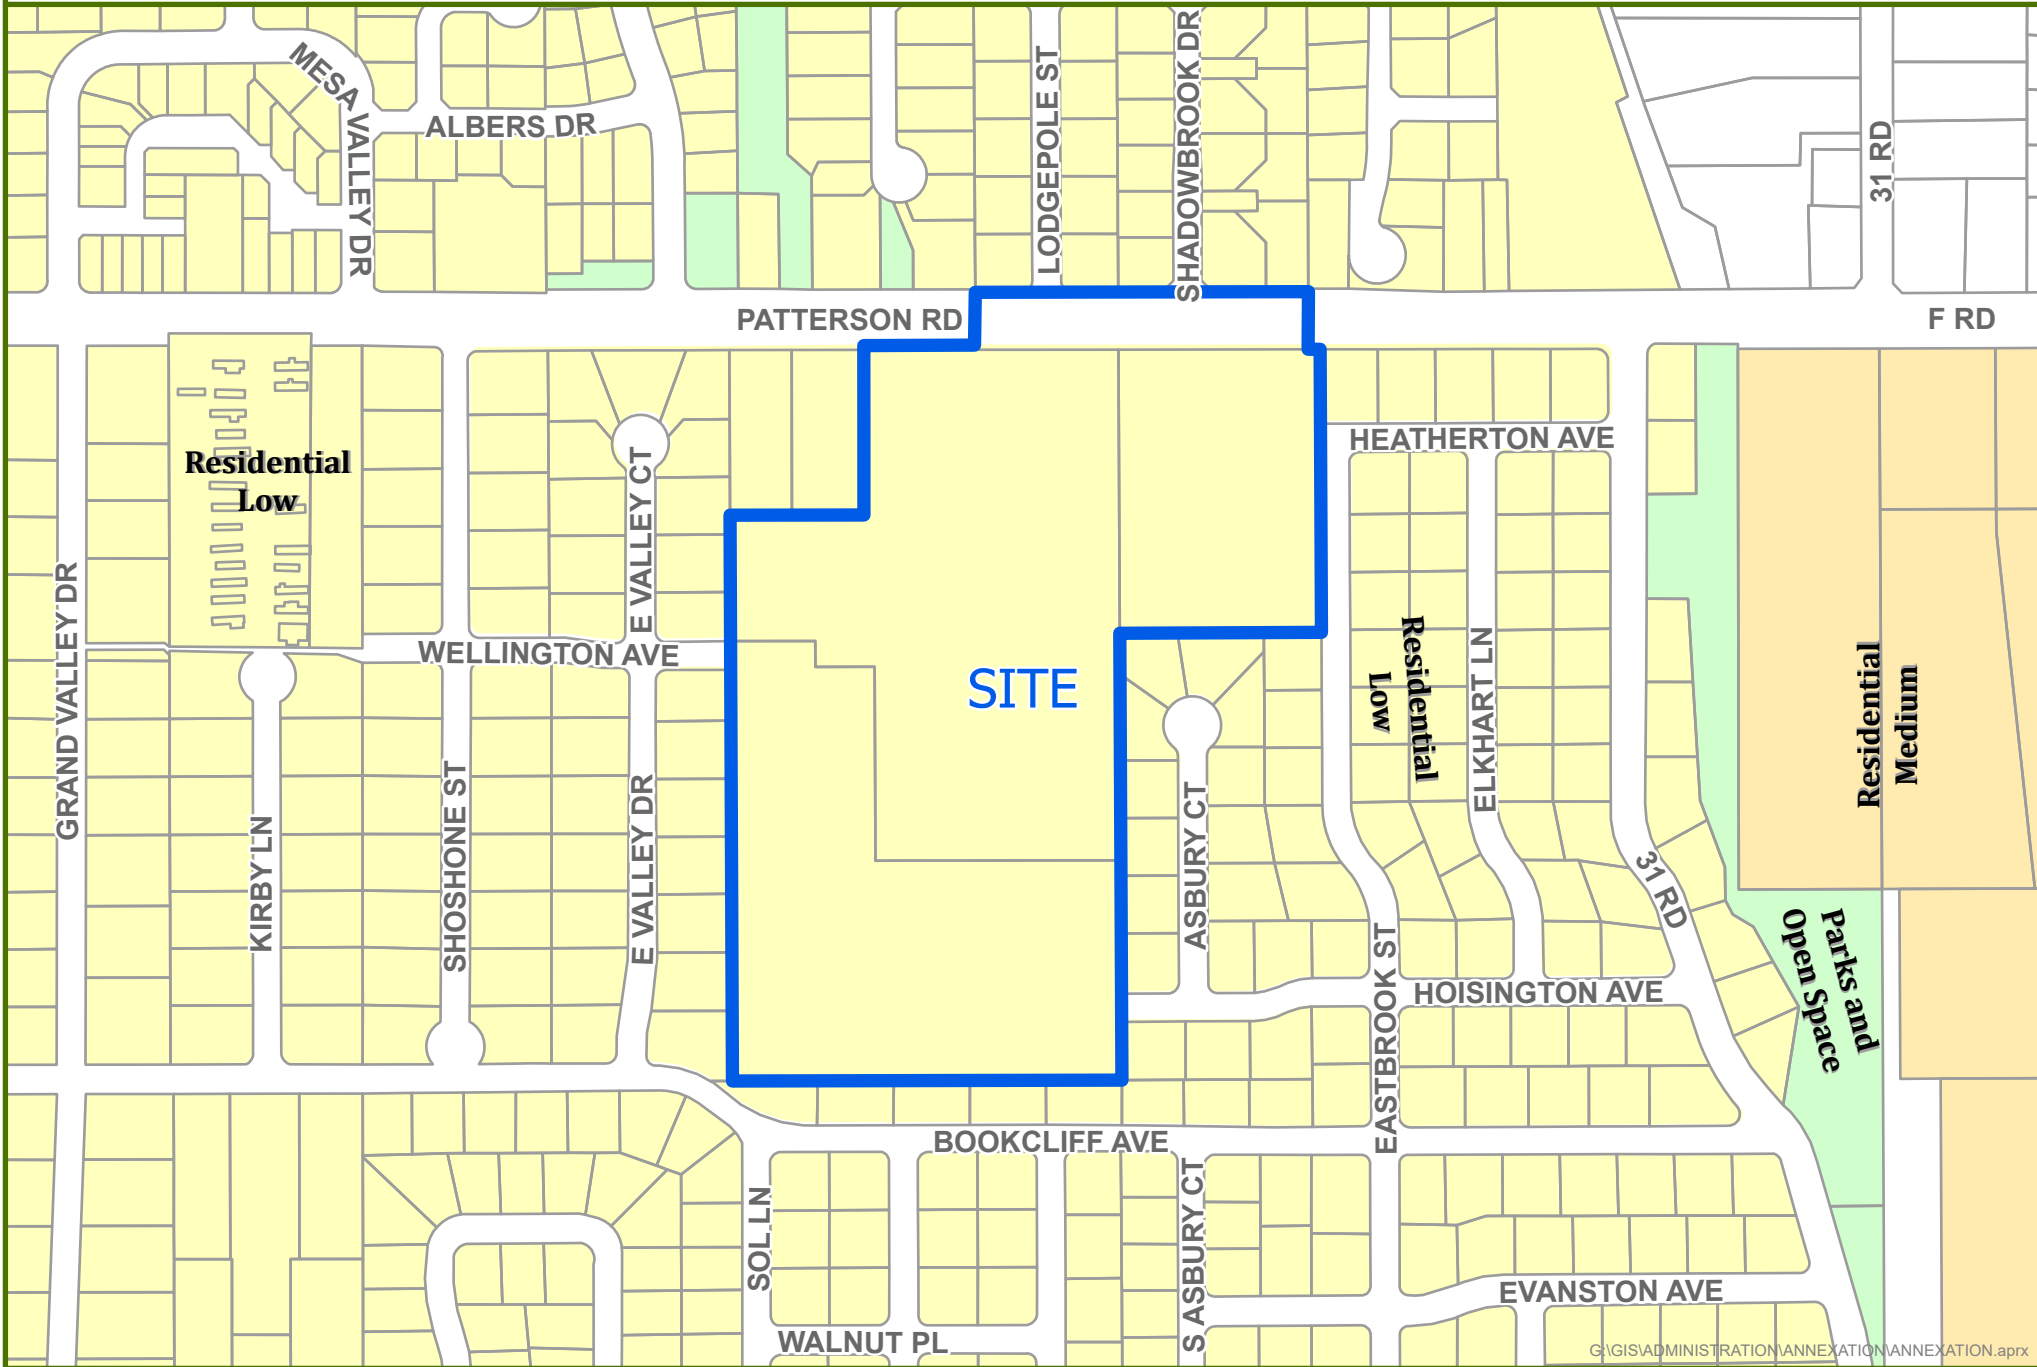 MESA VALLEY DR
ALBERS DR
LODGEPOLE ST
SHADOWBROOK DR
31 RD
PATTERSON RD
F RD
HEATHERTON AVE
Residential
Low
E VALLEY CT
GRAND VALLEY DR
WELLINGTON AVE
SITE
Residential
Low
ELKHART LN
Residential
Medium
KIRBY LN
SHOSHONE ST
E VALLEY DR
ASBURY CT
31 RD
Parks and
Open Space
EASTBROOK ST
HOISINGTON AVE
BOOKCLIFF AVE
SOL LN
S ASBURY CT
EVANSTON AVE
WALNUT PL
G:\GIS\ADMINISTRATION\ANNEXATION\ANNEXATION.aprx